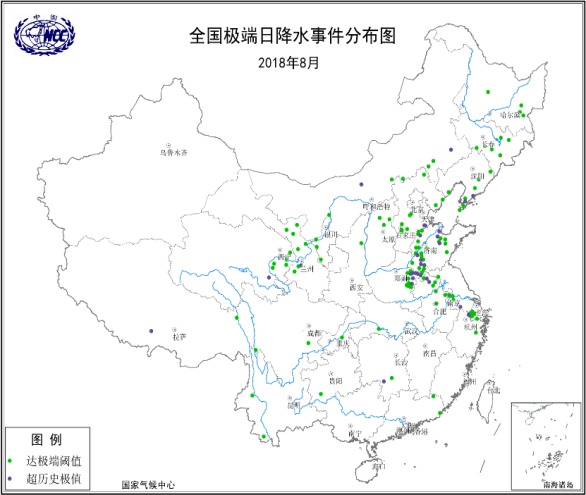 中国
NCC
全国极端日降水事件分布图
2018年8月
哈尔滨
长春
乌鲁木齐
沈阳
呼和浩特
北京
天津
银川
太原
石家庄
济南
西宁
兰州
郑州
西安
合肥
南京
杭州
拉萨
成都
武汉
重庆
南昌
长沙
贵阳
福州
台北
昆明
南宁
香港
海口
图 例
达极端阈值
超历史极值
国家气候中心
南海诸岛